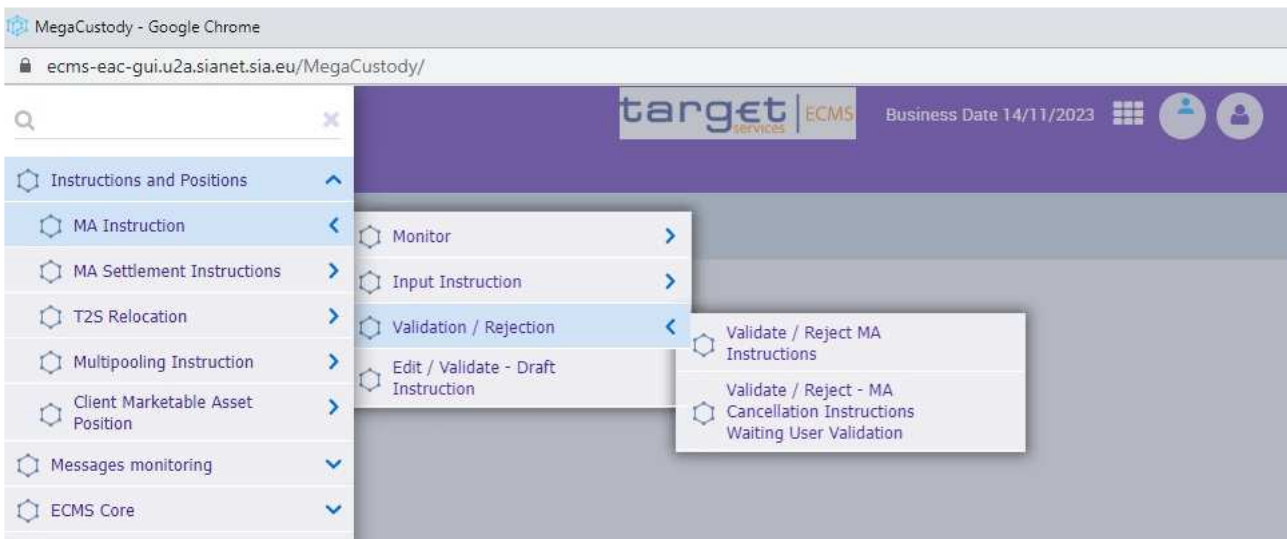 MegaCustody - Google Chrome
ecms-eac-gui.u2a.sianet.sia.eu/MegaCustody/
target services ECMS
Business Date 14/11/2023
Instructions and Positions
MA Instruction
MA Settlement Instructions
T2S Relocation
Multipooling Instruction
Client Marketable Asset
Position
Messages monitoring
ECMS Core
Monitor
Input Instruction
Validation / Rejection
Edit / Validate - Draft
Instruction
Validate / Reject MA
Instructions
Validate / Reject - MA
Cancellation Instructions
Waiting User Validation